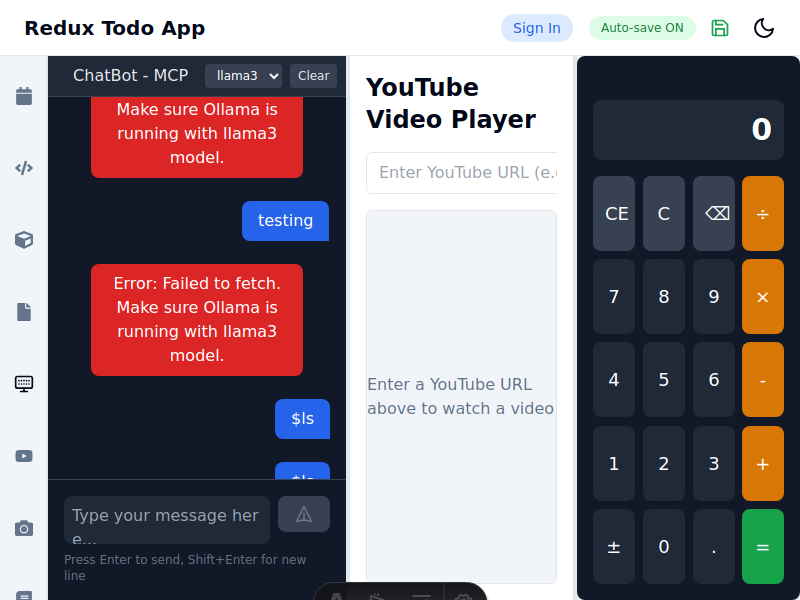 Redux Todo App
Sign In
Auto-save ON
ChatBot - MCP
llama3
Clear
Make sure Ollama is
running with llama3
model.
testing
Error: Failed to fetch.
Make sure Ollama is
running with llama3
model.
$ls
$ls
Type your message her
e...
Press Enter to send, Shift+Enter for new
line
YouTube
Video Player
Enter YouTube URL (e.
Enter a YouTube URL
above to watch a video
0
CE C ⌫ ÷
7 8 9 ×
4 5 6 -
1 2 3 +
± 0 . =